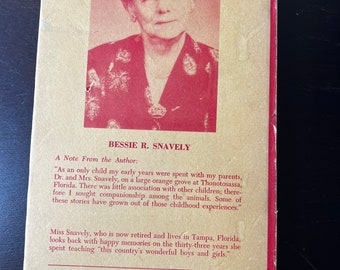 BESSIE R. SNAVELY
A Note From the Author:
"As an only child my early years were spent with my parents,
Dr. and Mrs. Snavely, on a large orange grove at Thonotosassa,
Florida. There was little association with other children; there-
fore I sought companionship among the animals. Some of
these stories have grown out of those childhood experiences."
Miss Snavely, who is now retired and lives in Tampa, Florida,
looks back with happy memories on the thirty-three years she
spent teaching "this country's wonderful boys and girls."